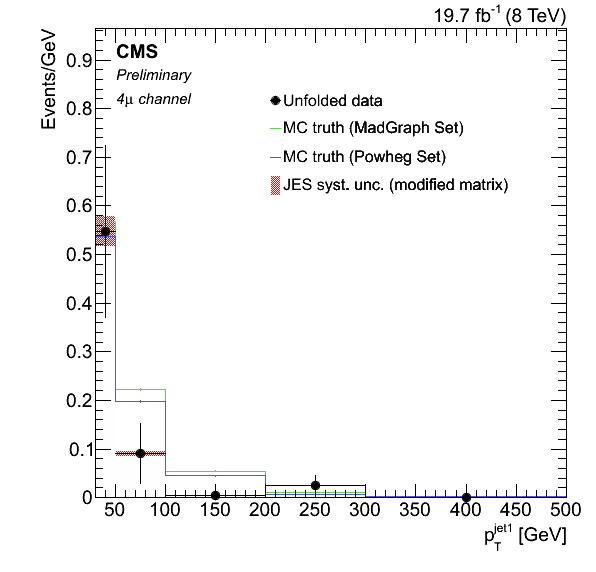 19.7 fb⁻¹ (8 TeV)
Events/GeV
CMS
Preliminary
4μ channel
Unfolded data
MC truth (MadGraph Set)
MC truth (Powheg Set)
JES syst. unc. (modified matrix)
0.9
0.8
0.7
0.6
0.5
0.4
0.3
0.2
0.1
0
50 100 150 200 250 300 350 400 450 500
p_T^jet1 [GeV]